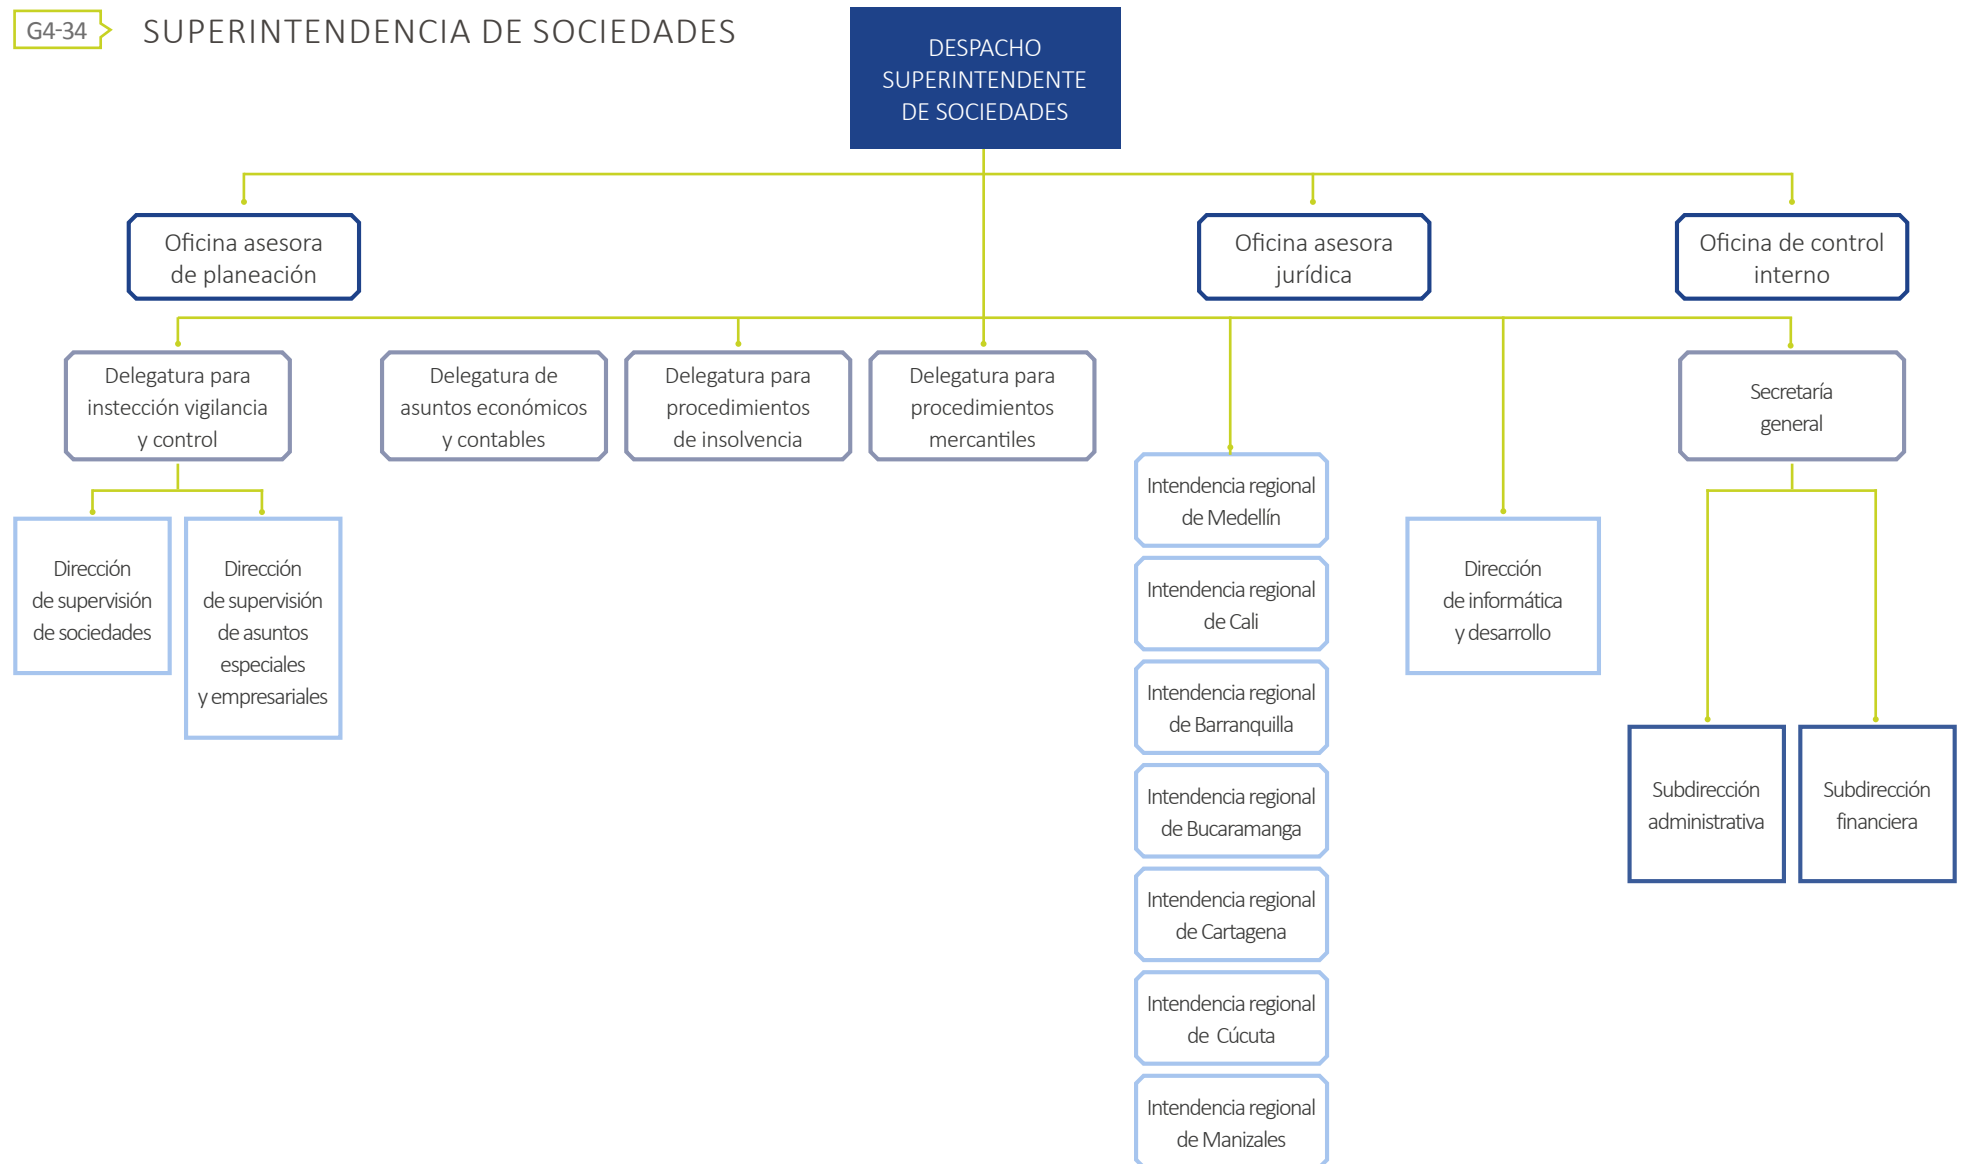 G4-34
SUPERINTENDENCIA DE SOCIEDADES
DESPACHO
SUPERINTENDENTE
DE SOCIEDADES
Oficina asesora
de planeación
Oficina asesora
jurídica
Oficina de control
interno
Delegatura para
instección vigilancia
y control
Delegatura de
asuntos económicos
y contables
Delegatura para
procedimientos
de insolvencia
Delegatura para
procedimientos
mercantiles
Secretaría
general
Dirección
de supervisión
de sociedades
Dirección
de supervisión
de asuntos
especiales
y empresariales
Intendencia regional
de Medellín
Intendencia regional
de Cali
Intendencia regional
de Barranquilla
Intendencia regional
de Bucaramanga
Intendencia regional
de Cartagena
Intendencia regional
de Cúcuta
Intendencia regional
de Manizales
Dirección
de informática
y desarrollo
Subdirección
administrativa
Subdirección
financiera